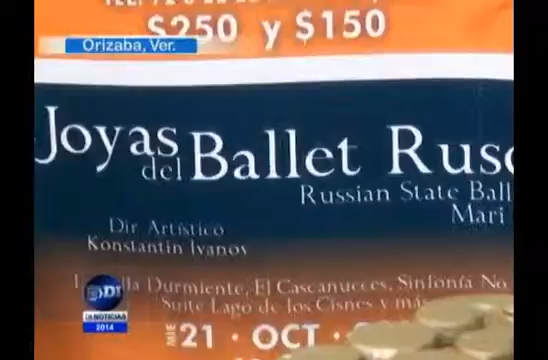 $250 y $150
Orizaba, Ver.
Joyas
del Ballet Ruso
Russian State Ball
Mari
Dir Artístico
Konstantin Ivanov
Durmiente, El Cascanueces, Sinfonía No
Suite Lago de los Cisnes y más
DI
NOTICIAS
2014
MIE 21 · OCT ·